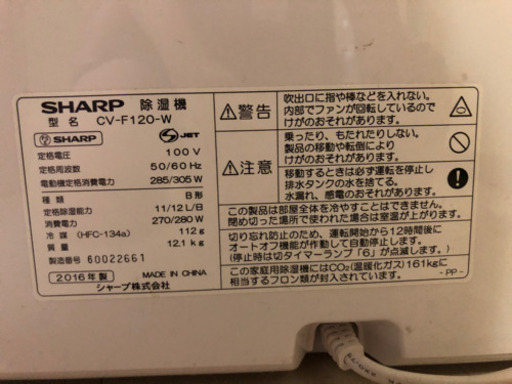 SHARP 除湿機
型名 CV-F120-W
SHARP
JET
定格電圧 100 V
定格周波数 50/60 Hz
電動機定格消費電力 285/305 W
種類 B形
定格除湿能力 11/12 L/B
消費電力 270/280 W
冷媒 (HFC-134a) 112g
質量 12.1kg
製造番号 60022661
2016年製 MADE IN CHINA
シャープ株式会社
警告
吹出口に指や棒などを入れない。
内部でファンが回転しているので
けがのおそれがあります。
注意
乗ったり、もたれたりしない。
製品の移動や転倒により
けがのおそれがあります。
移動するときは必ず運転を停止し
排水タンクの水を捨てる。
水漏れ、感電のおそれがあります。
この製品は部屋全体を冷やすことはできません。
閉め切った場所で使われた場合は室温が上がります。
切り忘れ防止のため、運転開始から12時間後に
オートオフ機能が作動して自動停止します。
(停止時は切タイマーランプ「6」が点滅します。)
この家庭用除湿機にはCO₂(温暖化ガス)161kgに
相当するフロン類が封入されています。
-PP-